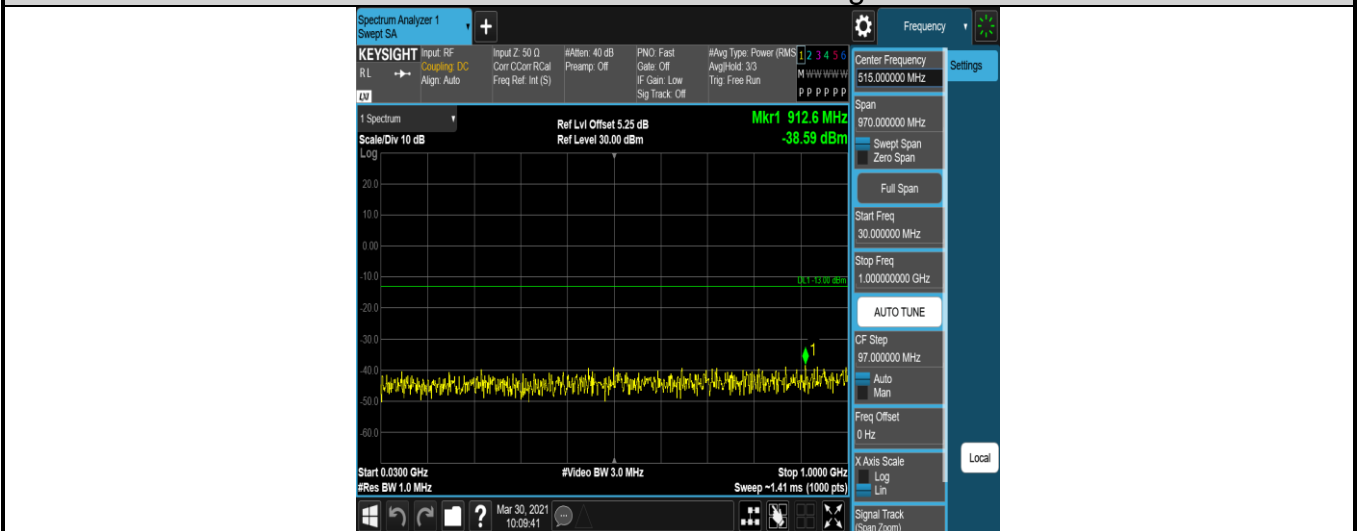 Spectrum Analyzer 1
Swept SA
+
Frequency
KEYSIGHT
RL
LXI
Input: RF
Coupling: DC
Align: Auto
Input Z: 50 Ω
Corr CCorr RCal
Freq Ref: Int (S)
#Atten: 40 dB
Preamp: Off
PNO: Fast
Gate: Off
IF Gain: Low
Sig Track: Off
#Avg Type: Power (RMS
Avg|Hold: 3/3
Trig: Free Run
1 2 3 4 5 6
M W W W W W
P P P P P P
1 Spectrum
Scale/Div 10 dB
Log
Ref Lvl Offset 5.25 dB
Ref Level 30.00 dBm
Mkr1 912.6 MHz
-38.59 dBm
20.0
10.0
0.00
-10.0
DL1 -13.00 dBm
-20.0
-30.0
1
-40.0
-50.0
-60.0
Start 0.0300 GHz
#Res BW 1.0 MHz
#Video BW 3.0 MHz
Stop 1.0000 GHz
Sweep ~1.41 ms (1000 pts)
?
Mar 30, 2021
10:09:41
Center Frequency
515.000000 MHz
Settings
Span
970.000000 MHz
Swept Span
Zero Span
Full Span
Start Freq
30.000000 MHz
Stop Freq
1.000000000 GHz
AUTO TUNE
CF Step
97.000000 MHz
Auto
Man
Freq Offset
0 Hz
X Axis Scale
Log
Lin
Local
Signal Track
(Span Zoom)